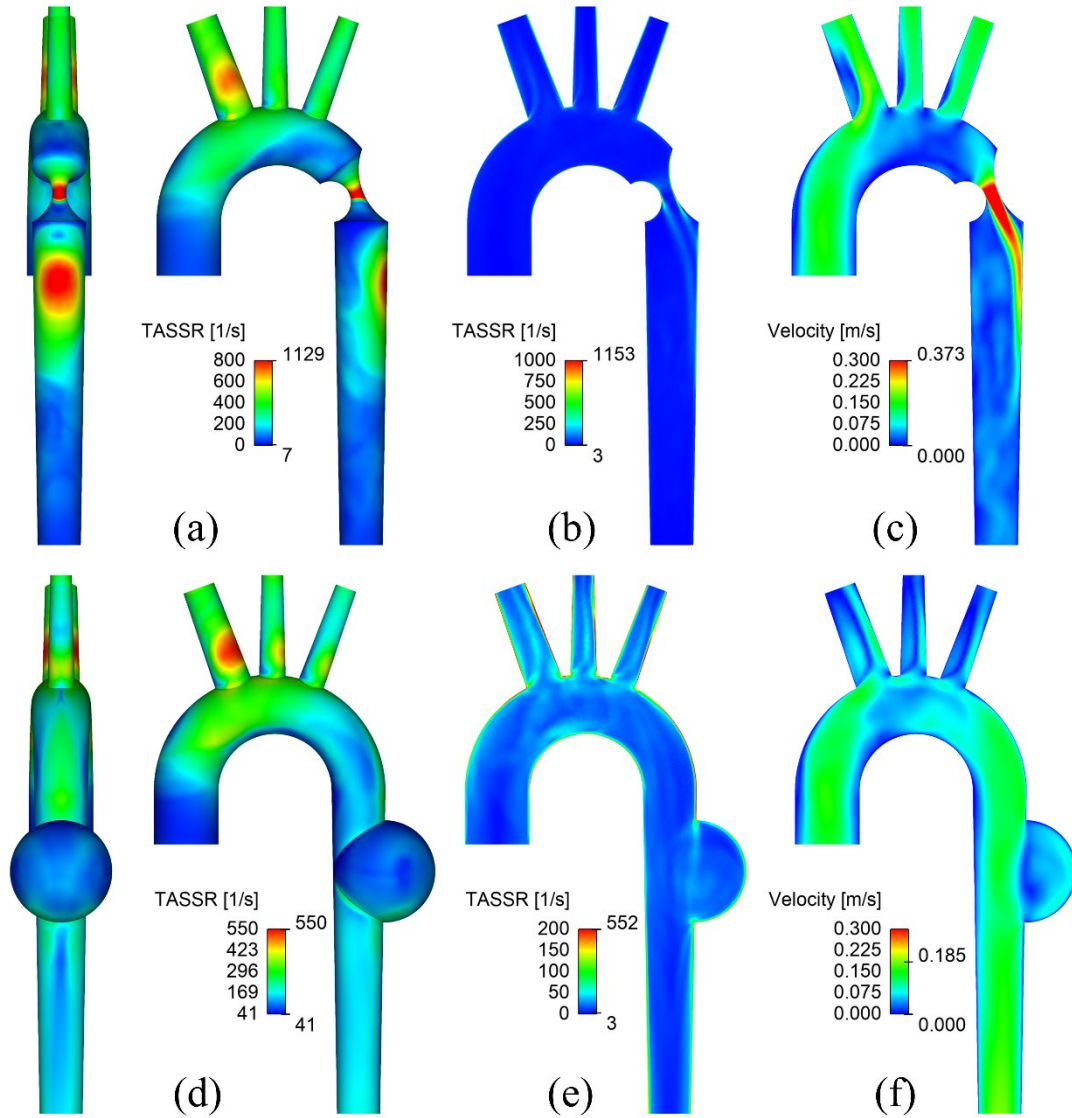 TASSR [1/s]
800 1129
600
400
200
0 7
TASSR [1/s]
1000 1153
750
500
250
0 3
Velocity [m/s]
0.300 0.373
0.225
0.150
0.075
0.000 0.000
(a)
(b)
(c)
TASSR [1/s]
550 550
423
296
169
41 41
TASSR [1/s]
200 552
150
100
50
0 3
Velocity [m/s]
0.300
0.225 0.185
0.150
0.075
0.000 0.000
(d)
(e)
(f)